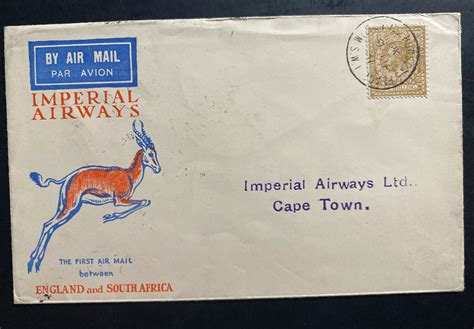 BY AIR MAIL
PAR AVION
IMPERIAL
AIRWAYS
Imperial Airways Ltd.
Cape Town.
THE FIRST AIR MAIL
between
ENGLAND and SOUTH AFRICA